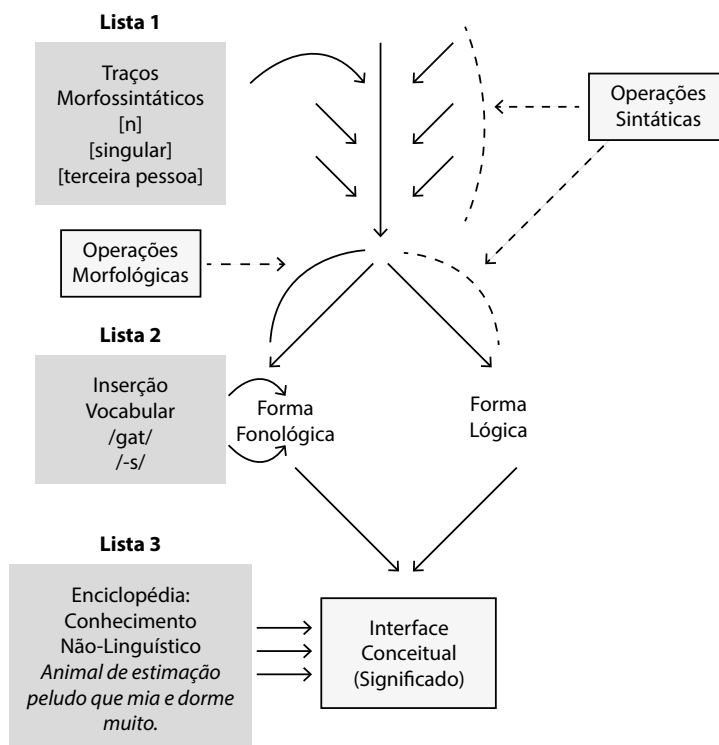 Lista 1
Traços
Morfossintáticos
[n]
[singular]
[terceira pessoa]
Operações
Sintáticas
Operações
Morfológicas
Lista 2
Inserção
Vocabular
/gat/
/-s/
Forma
Fonológica
Forma
Lógica
Lista 3
Enciclopédia:
Conhecimento
Não-Linguístico
Animal de estimação
peludo que mia e dorme
muito.
Interface
Conceitual
(Significado)